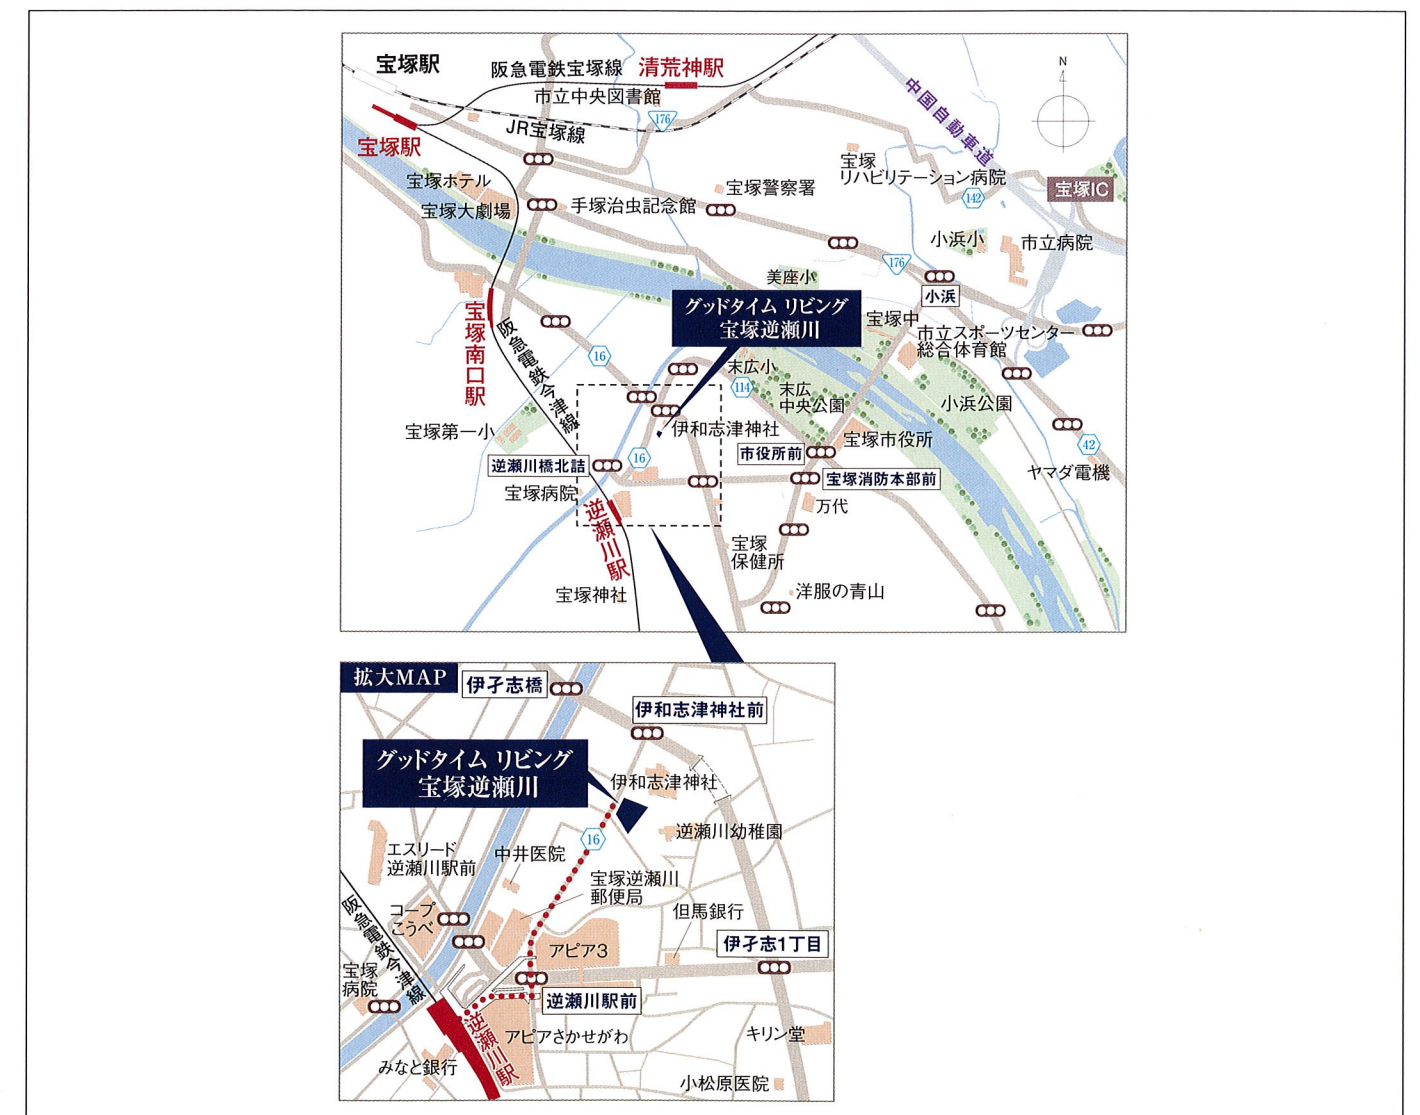 宝塚駅
阪急電鉄宝塚線
清荒神駅
市立中央図書館
176
JR宝塚線
宝塚駅
中国自動車道
N
宝塚
リハビリテーション病院
宝塚IC
142
宝塚ホテル
宝塚大劇場
手塚治虫記念館
宝塚警察署
小浜小
市立病院
176
美座小
小浜
グッドタイム リビング
宝塚逆瀬川
宝塚中
市立スポーツセンター
総合体育館
宝塚南口駅
阪急電鉄今津線
16
末広小
114
末広
中央公園
小浜公園
宝塚第一小
伊和志津神社
宝塚市役所
市役所前
42
逆瀬川橋北詰
16
ヤマダ電機
宝塚消防本部前
宝塚病院
万代
逆瀬川駅
宝塚
保健所
宝塚神社
洋服の青山
拡大MAP
伊孑志橋
伊和志津神社前
グッドタイム リビング
宝塚逆瀬川
伊和志津神社
16
逆瀬川幼稚園
エスリード
逆瀬川駅前
中井医院
宝塚逆瀬川
郵便局
コープ
こうべ
但馬銀行
阪急電鉄今津線
アピア3
伊孑志1丁目
宝塚
病院
逆瀬川駅前
逆瀬川駅
アピアさかせがわ
キリン堂
みなと銀行
小松原医院